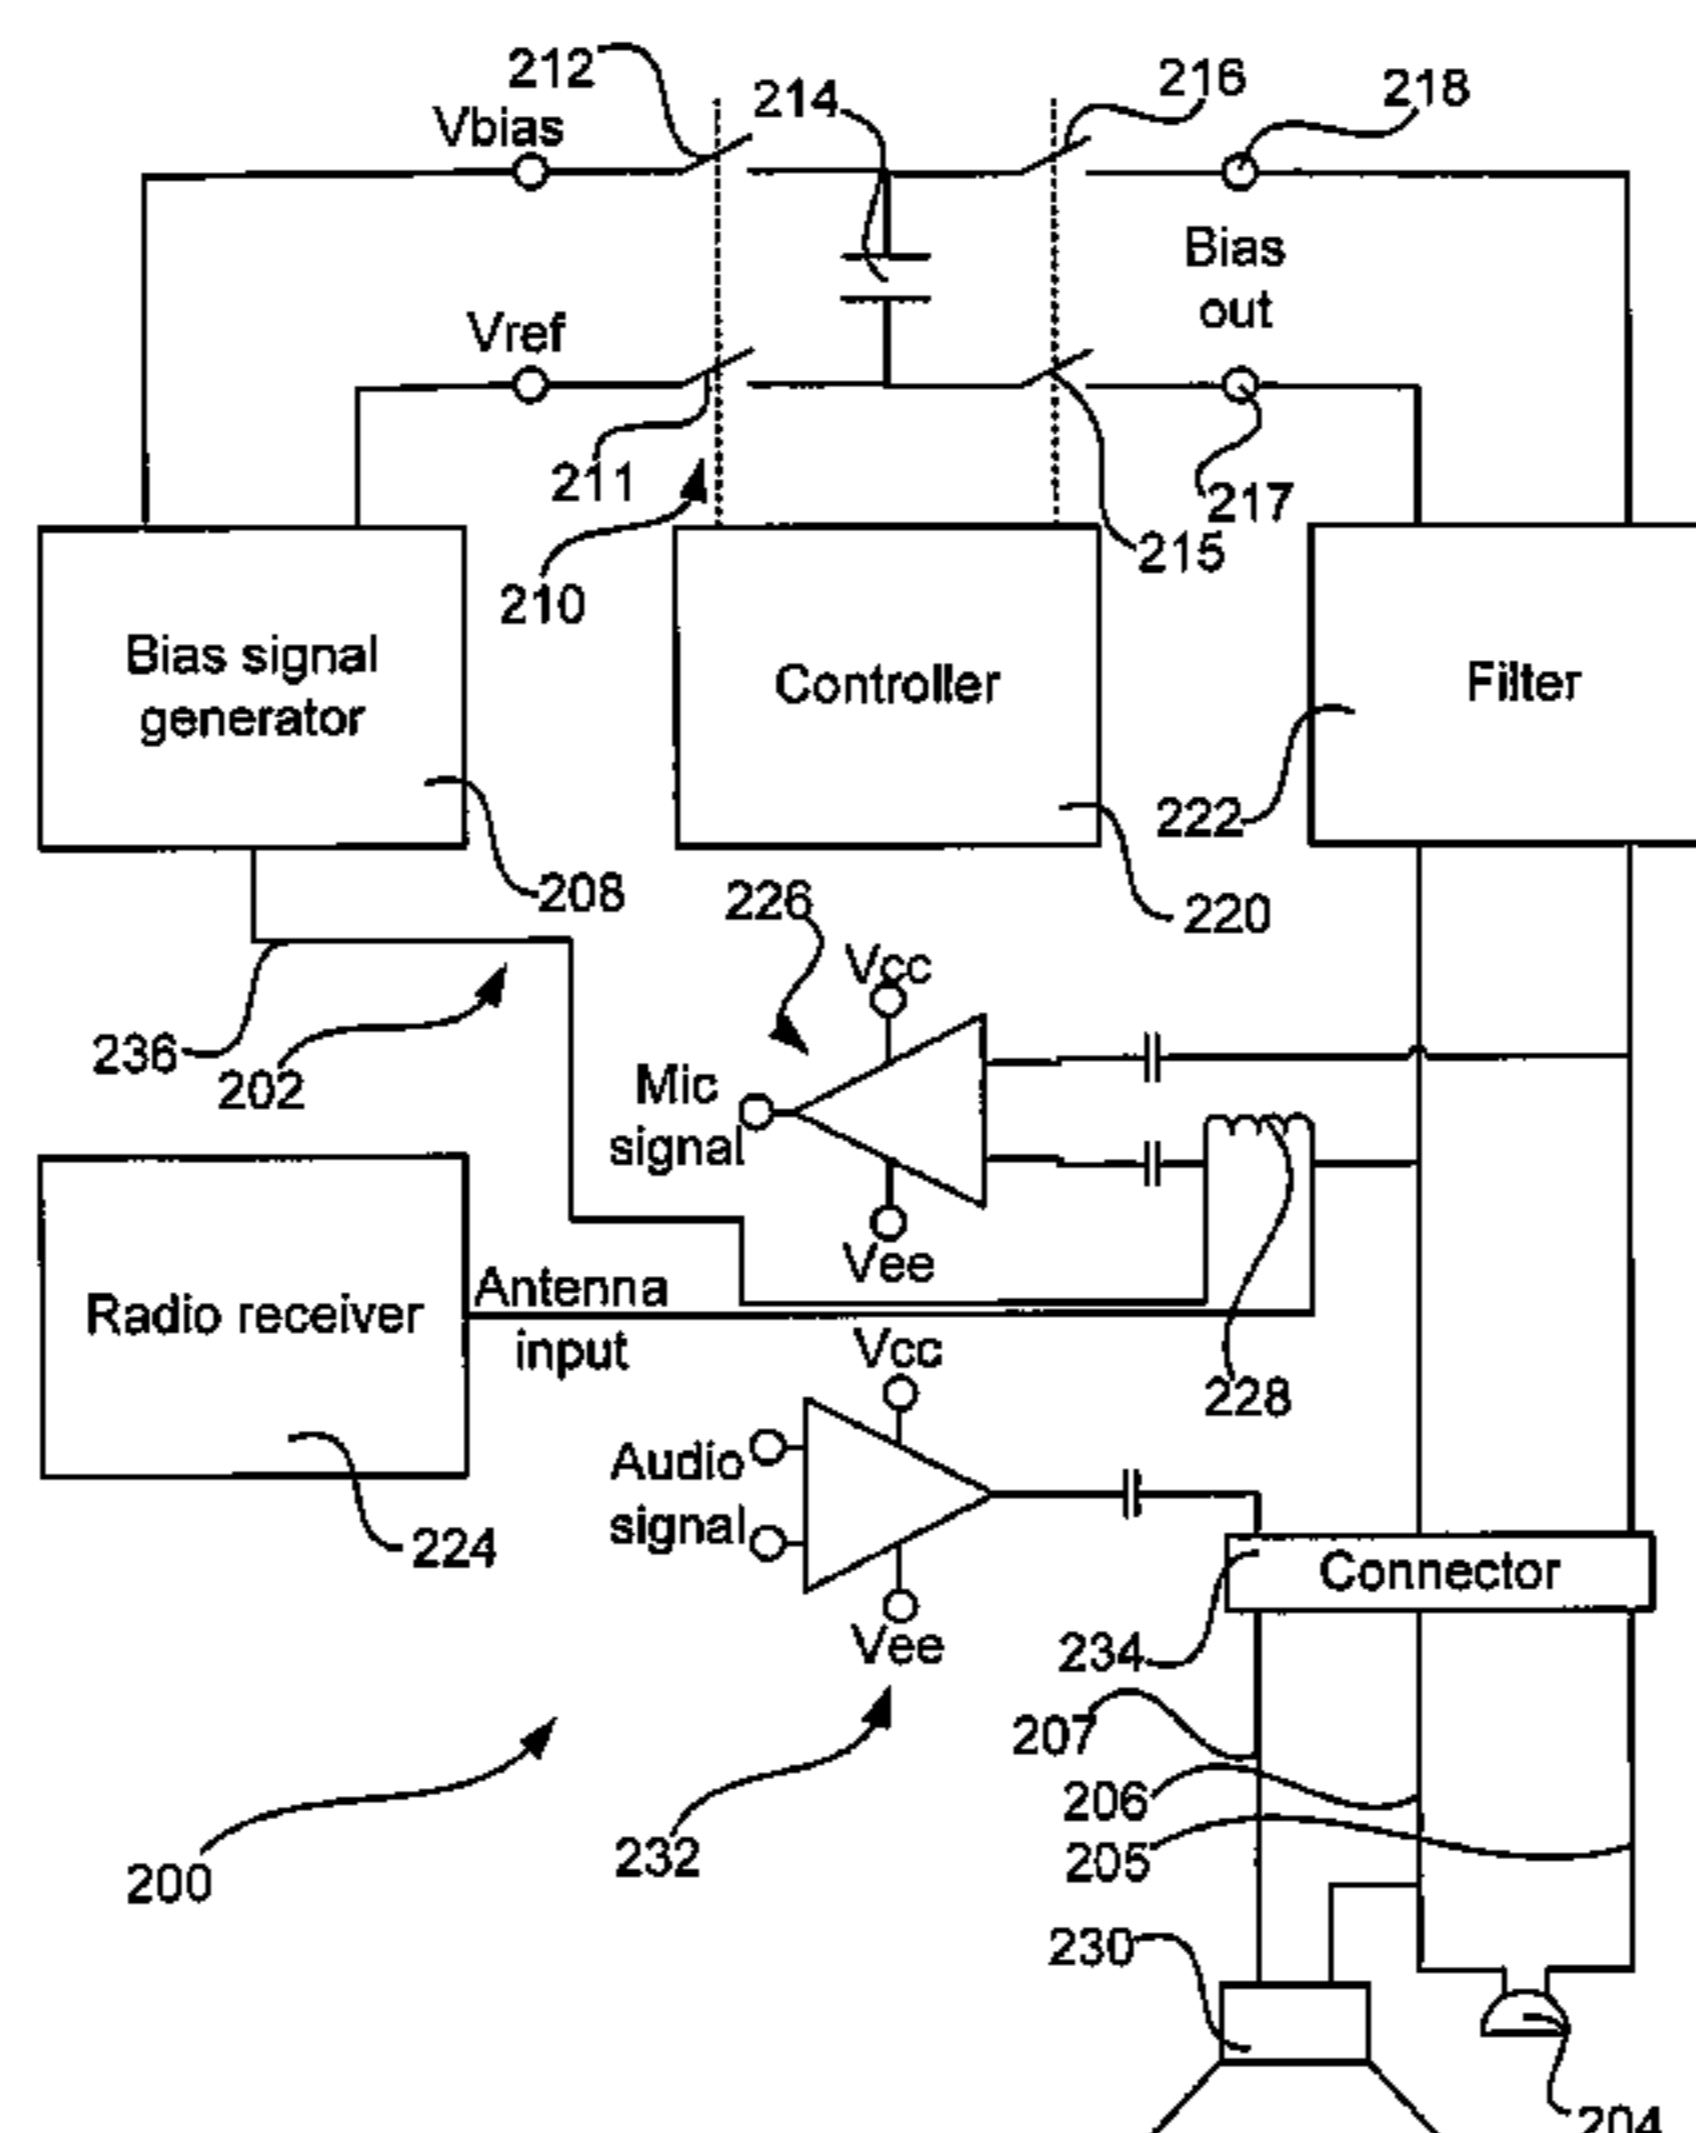 212
214
216
218
Vbias
Bias
out
Vref
211
217
215
210
Bias signal
generator
Controller
Filter
222
208
226
220
Vcc
236
202
Mic
signal
Vee
Radio receiver
Antenna
input
Vcc
228
Audio
signal
224
Connector
Vee
234
207
206
205
232
200
230
204